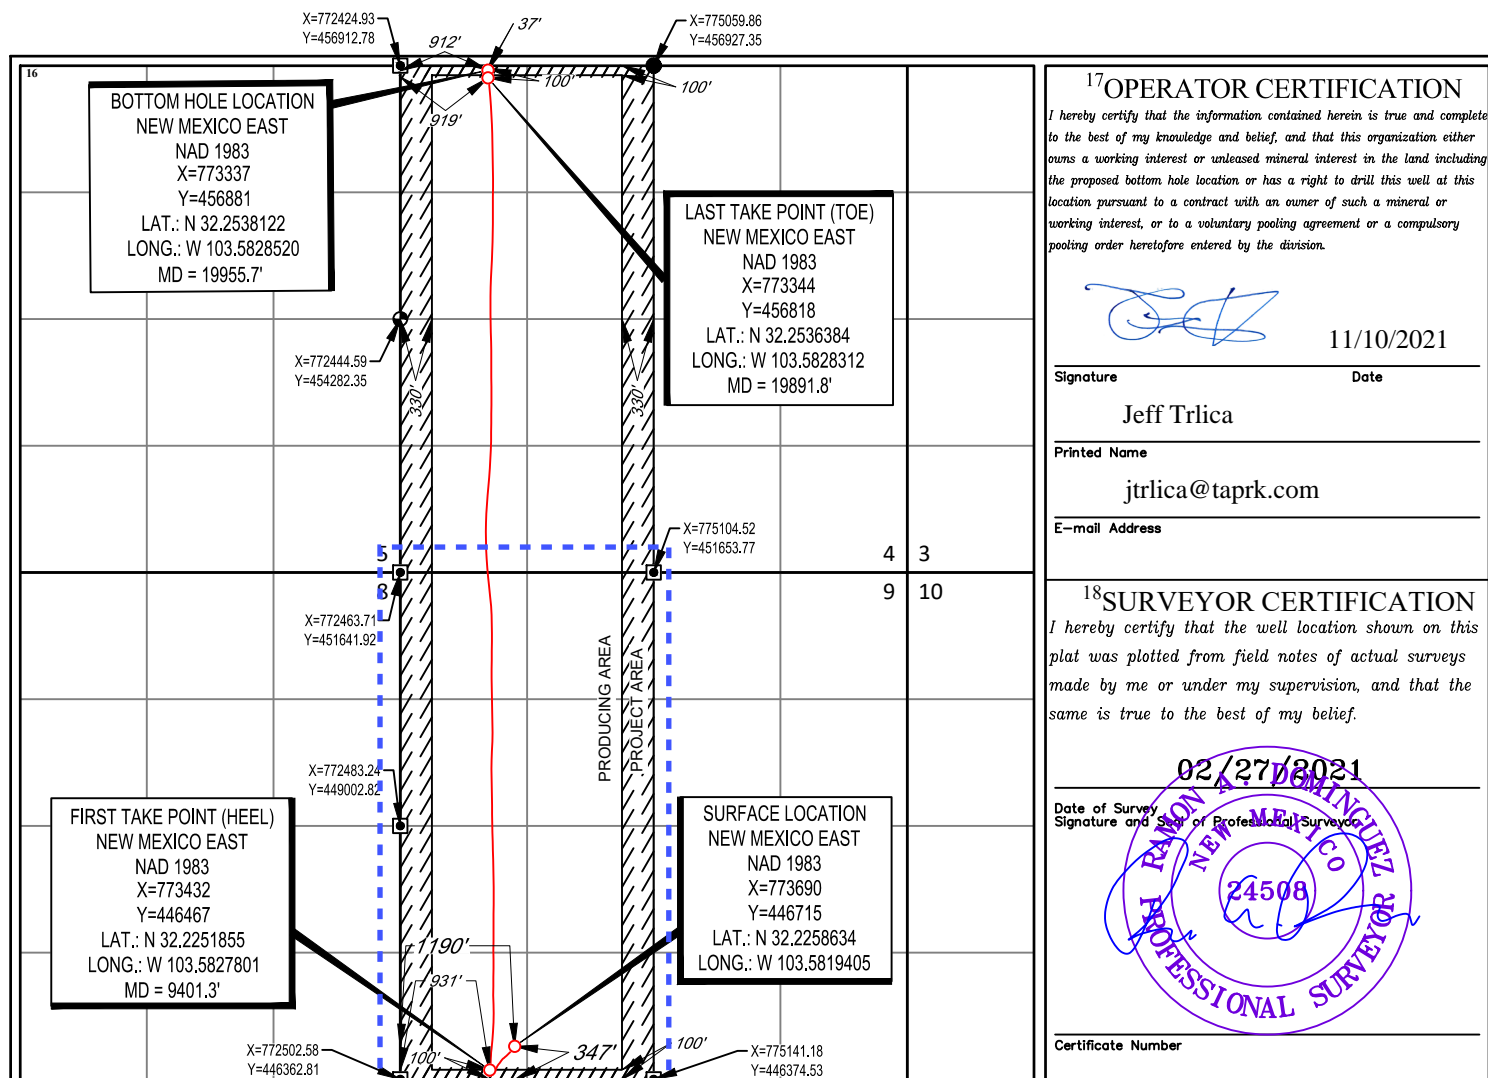 X=772424.93
Y=456912.78
912'
37'
X=775059.86
Y=456927.35
16
100'
100'
919'
BOTTOM HOLE LOCATION
NEW MEXICO EAST
NAD 1983
X=773337
Y=456881
LAT.: N 32.2538122
LONG.: W 103.5828520
MD = 19955.7'
LAST TAKE POINT (TOE)
NEW MEXICO EAST
NAD 1983
X=773344
Y=456818
LAT.: N 32.2536384
LONG.: W 103.5828312
MD = 19891.8'
X=772444.59
Y=454282.35
330'
330'
X=775104.52
Y=451653.77
5
4
3
8
9
10
X=772463.71
Y=451641.92
PRODUCING AREA
PROJECT AREA
X=772483.24
Y=449002.82
FIRST TAKE POINT (HEEL)
NEW MEXICO EAST
NAD 1983
X=773432
Y=446467
LAT.: N 32.2251855
LONG.: W 103.5827801
MD = 9401.3'
SURFACE LOCATION
NEW MEXICO EAST
NAD 1983
X=773690
Y=446715
LAT.: N 32.2258634
LONG.: W 103.5819405
1190'
931'
X=772502.58
Y=446362.81
100'
347'
100'
X=775141.18
Y=446374.53
17OPERATOR CERTIFICATION
I hereby certify that the information contained herein is true and complete
to the best of my knowledge and belief, and that this organization either
owns a working interest or unleased mineral interest in the land including
the proposed bottom hole location or has a right to drill this well at this
location pursuant to a contract with an owner of such a mineral or
working interest, or to a voluntary pooling agreement or a compulsory
pooling order heretofore entered by the division.
11/10/2021
Signature Date
Jeff Trlica
Printed Name
jtrlica@taprk.com
E-mail Address
18SURVEYOR CERTIFICATION
I hereby certify that the well location shown on this
plat was plotted from field notes of actual surveys
made by me or under my supervision, and that the
same is true to the best of my belief.
02/27/2021
Date of Survey
Signature and Seal of Professional Surveyor
RAMON A. DOMINGUEZ
NEW MEXICO
24508
PROFESSIONAL SURVEYOR
Certificate Number